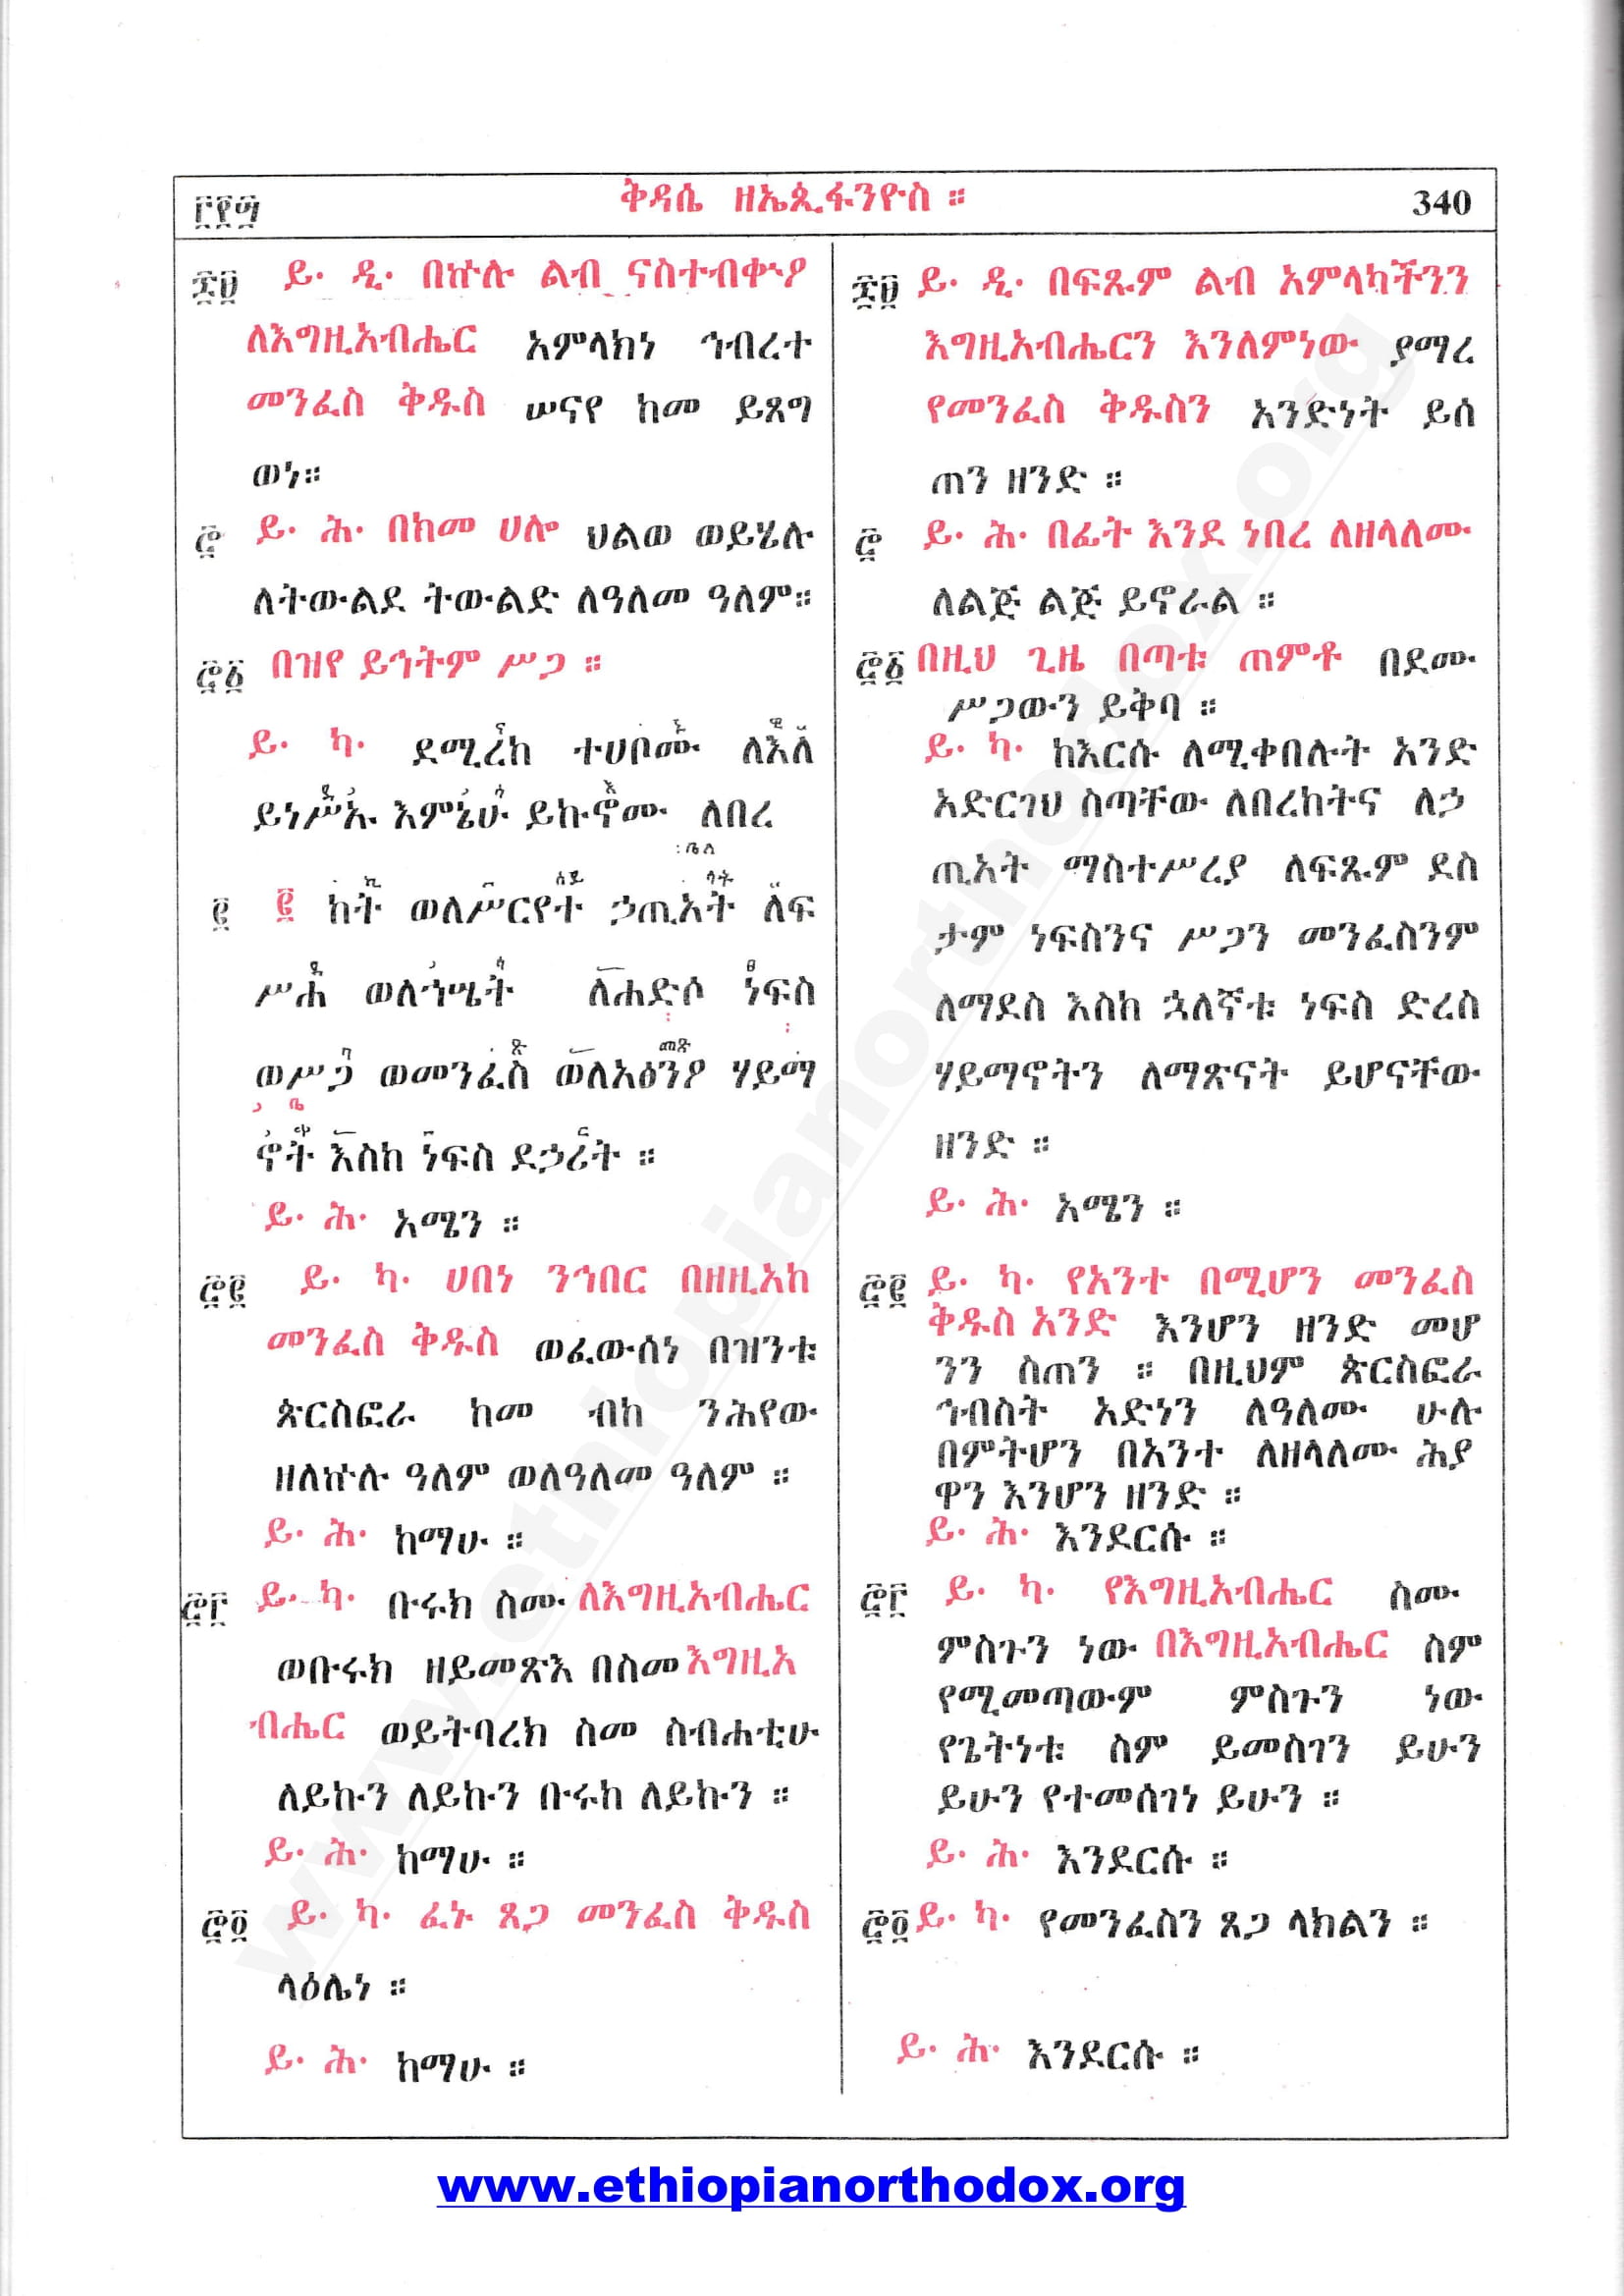 ፫፻፵ ቅዳሴ ዘኤጲፋንዮስ ። 340
፷፱ ይ· ዲ· በኵሉ ልብ ናስተብቍዖ
ለእግዚአብሔር አምላክነ ኅብረተ
መንፈስ ቅዱስ ሠናየ ከመ ይጸግ
ወነ።
፸ ይ· ሕ· በከመ ሀሎ ህልወ ወይሄሉ
ለትውልደ ትውልድ ለዓለመ ዓለም።
፸፩ በዝየ ይኅትም ሥጋ ።
ይ· ካ· ደሚረከ ተሀቦሙ ለእለ
ይነሥኡ እምኔሁ ይኩኖሙ ለበረ
፪ ፪ ከት ወለሥርየተ ኃጢአት ለፍ
ሥሐ ወለኅሤት ለሐድሶ ነፍስ
ወሥጋ ወመንፈስ ወለአፅንዖ ሃይማ
ኖት እስከ ነፍስ ደኃሪት ።
ይ· ሕ· አሜን ።
፸፪ ይ· ካ· ሀበነ ንኅበር በዘዚአከ
መንፈስ ቅዱስ ወፈውሰነ በዝንቱ
ጵርስፎራ ከመ ብከ ንሕየው
ዘለኵሉ ዓለም ወለዓለመ ዓለም ።
ይ· ሕ· ከማሁ ።
፸፫ ይ· ካ· ቡሩክ ስሙ ለእግዚአብሔር
ወቡሩክ ዘይመጽእ በስመ እግዚአ
ብሔር ወይትባረክ ስመ ስብሐቲሁ
ለይኩን ለይኩን ቡሩከ ለይኩን ።
ይ· ሕ· ከማሁ ።
፸፬ ይ· ካ· ፈኑ ጸጋ መንፈስ ቅዱስ
ላዕሌነ ።
ይ· ሕ· ከማሁ ።
፷፱ ይ· ዲ· በፍጹም ልብ አምላካችንን
እግዚአብሔርን እንለምነው ያማረ
የመንፈስ ቅዱስን አንድነት ይሰ
ጠን ዘንድ ።
፸ ይ· ሕ· በፊት እንደ ነበረ ለዘላለሙ
ለልጅ ልጅ ይኖራል ።
፸፩ በዚህ ጊዜ በጣቱ ጠምቶ በደሙ
ሥጋውን ይቅባ ።
ይ· ካ· ከእርሱ ለሚቀበሉት አንድ
አድርገህ ስጣቸው ለበረከትና ለኃ
ጢአት ማስተሥረያ ለፍጹም ደስ
ታም ነፍስንና ሥጋን መንፈስንም
ለማደስ እስከ ኋለኛቱ ነፍስ ድረስ
ሃይማኖትን ለማጽናት ይሆናቸው
ዘንድ ።
ይ· ሕ· አሜን ።
፸፪ ይ· ካ· የአንተ በሚሆን መንፈስ
ቅዱስ አንድ እንሆን ዘንድ መሆ
ንን ስጠን ። በዚህም ጵርስፎራ
ኅብስት አድነን ለዓለሙ ሁሉ
በምትሆን በአንተ ለዘላለሙ ሕያ
ዋን እንሆን ዘንድ ።
ይ· ሕ· እንደርሱ ።
፸፫ ይ· ካ· የእግዚአብሔር ስሙ
ምስጉን ነው በእግዚአብሔር ስም
የሚመጣውም ምስጉን ነው
የጌትነቱ ስም ይመስገን ይሁን
ይሁን የተመሰገነ ይሁን ።
ይ· ሕ· እንደርሱ ።
፸፬ ይ· ካ· የመንፈስን ጸጋ ላክልን ።
ይ· ሕ· እንደርሱ ።
www.ethiopianorthodox.org